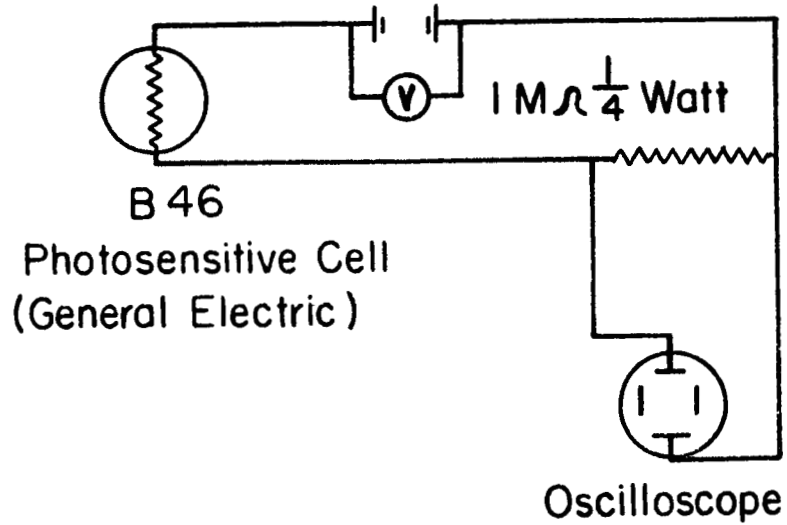 V
1 MΩ 1/4 Watt
B 46
Photosensitive Cell
(General Electric)
Oscilloscope